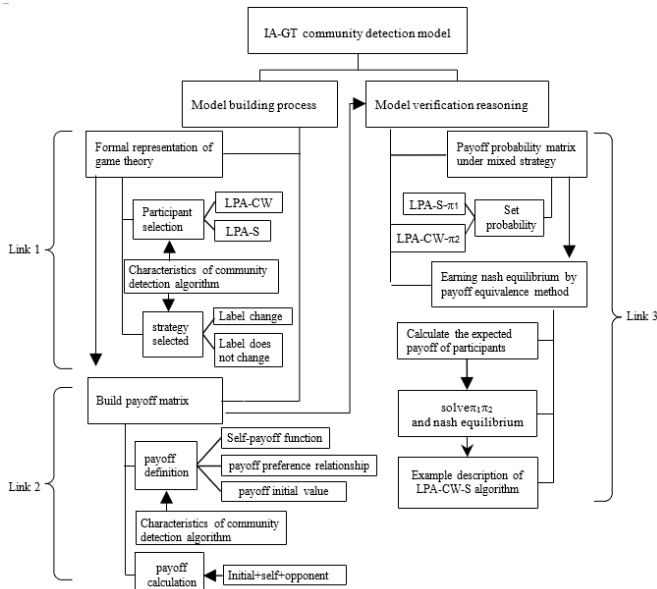 IA-GT community detection model
Model building process
Model verification reasoning
Link 1
Formal representation of
game theory
Participant
selection
LPA-CW
LPA-S
Characteristics of community
detection algorithm
strategy
selected
Label change
Label does
not change
Link 2
Build payoff matrix
payoff
definition
Self-payoff function
payoff preference relationship
payoff initial value
Characteristics of community
detection algorithm
payoff
calculation
Initial+self+opponent
Payoff probability matrix
under mixed strategy
LPA-S-π1
LPA-CW-π2
Set
probability
Earning nash equilibrium by
payoff equivalence method
Calculate the expected
payoff of participants
solveπ1π2
and nash equilibrium
Example description of
LPA-CW-S algorithm
Link 3